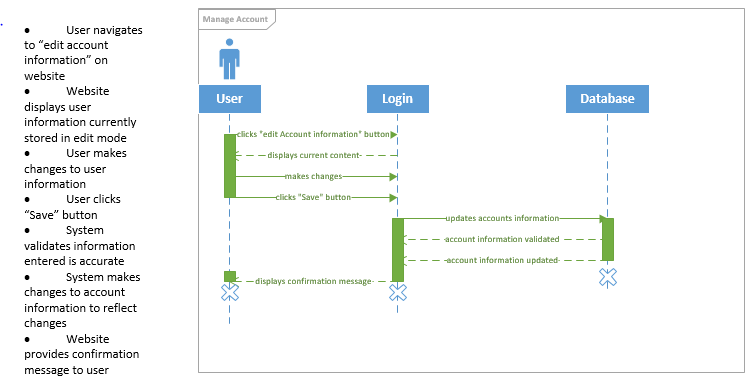 • User navigates
to “edit account
information” on
website
• Website
displays user
information currently
stored in edit mode
• User makes
changes to user
information
• User clicks
“Save” button
• System
validates information
entered is accurate
• System makes
changes to account
information to reflect
changes
• Website
provides confirmation
message to user
Manage Account
User
Login
Database
clicks "edit Account information" button
displays current content
makes changes
clicks "Save" button
updates accounts information
account information validated
account information updated
displays confirmation message